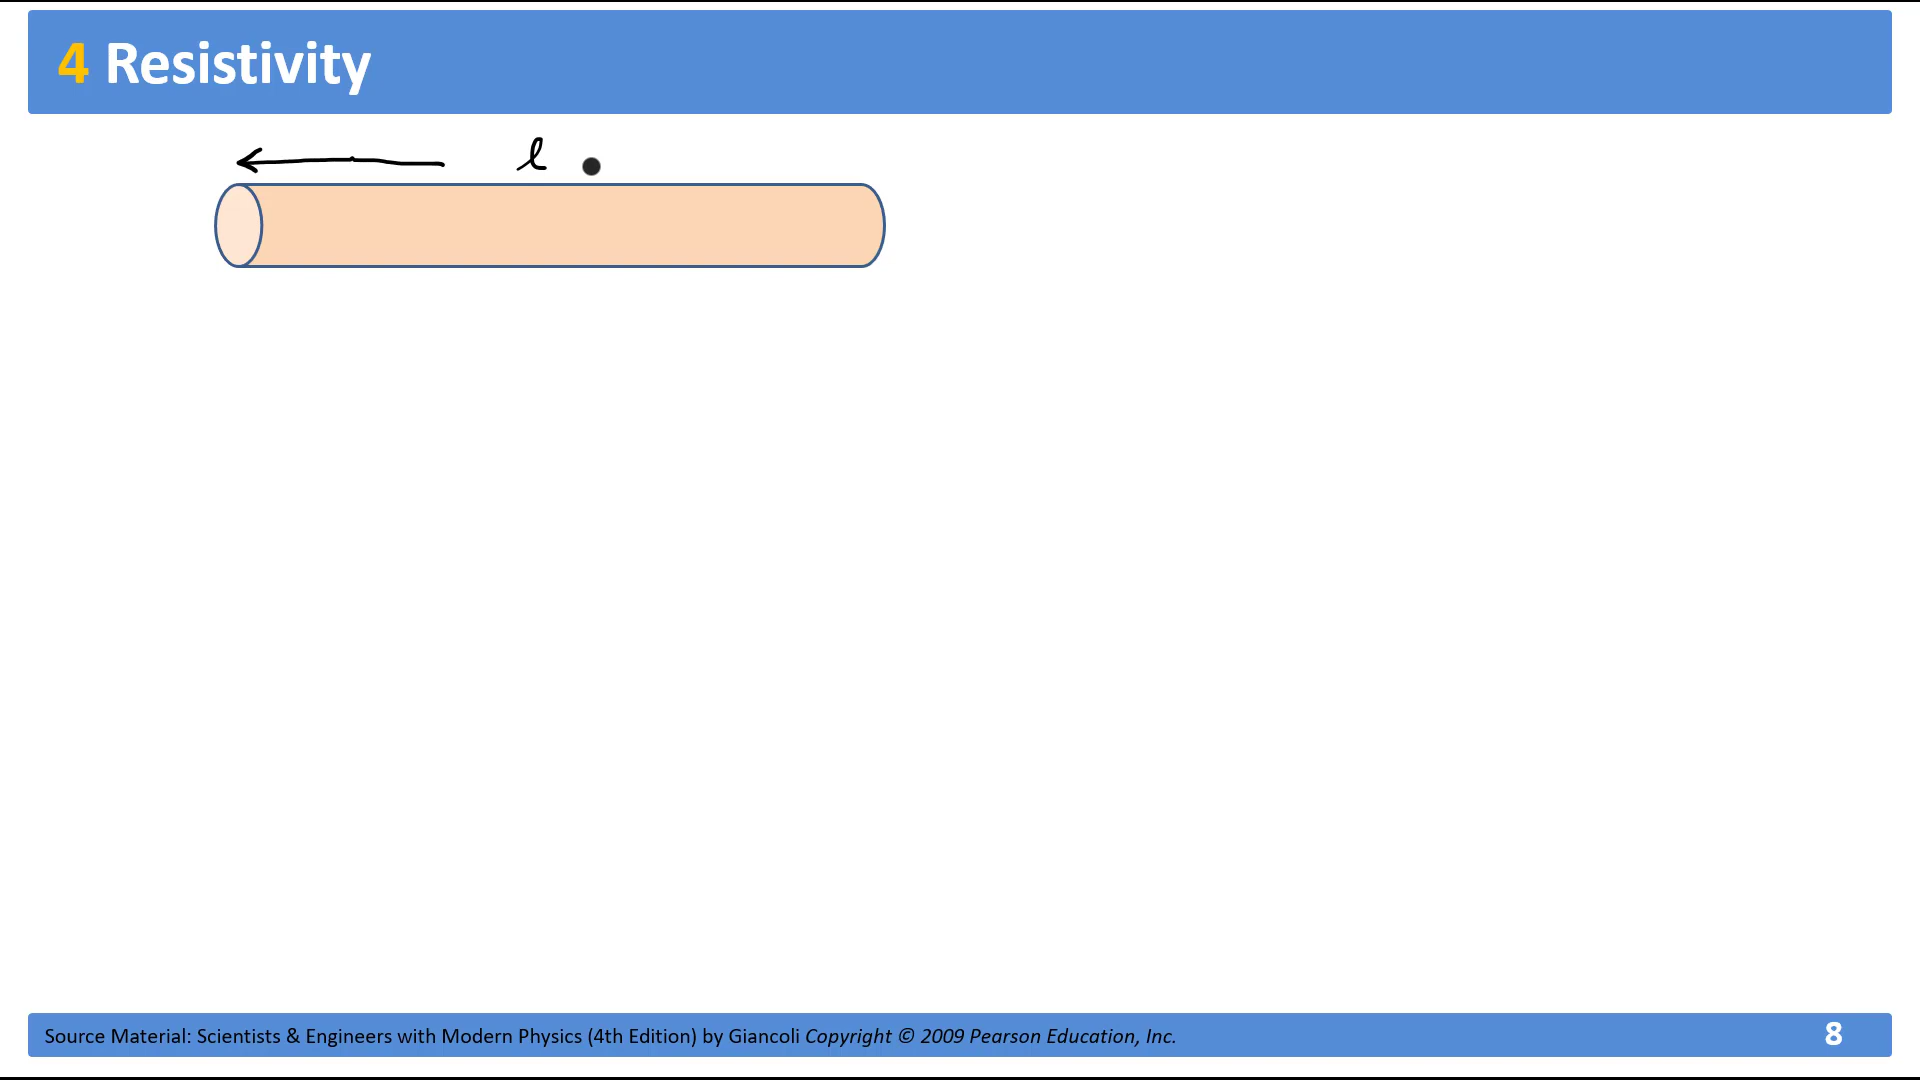 4 Resistivity
ℓ
Source Material: Scientists & Engineers with Modern Physics (4th Edition) by Giancoli Copyright © 2009 Pearson Education, Inc.
8